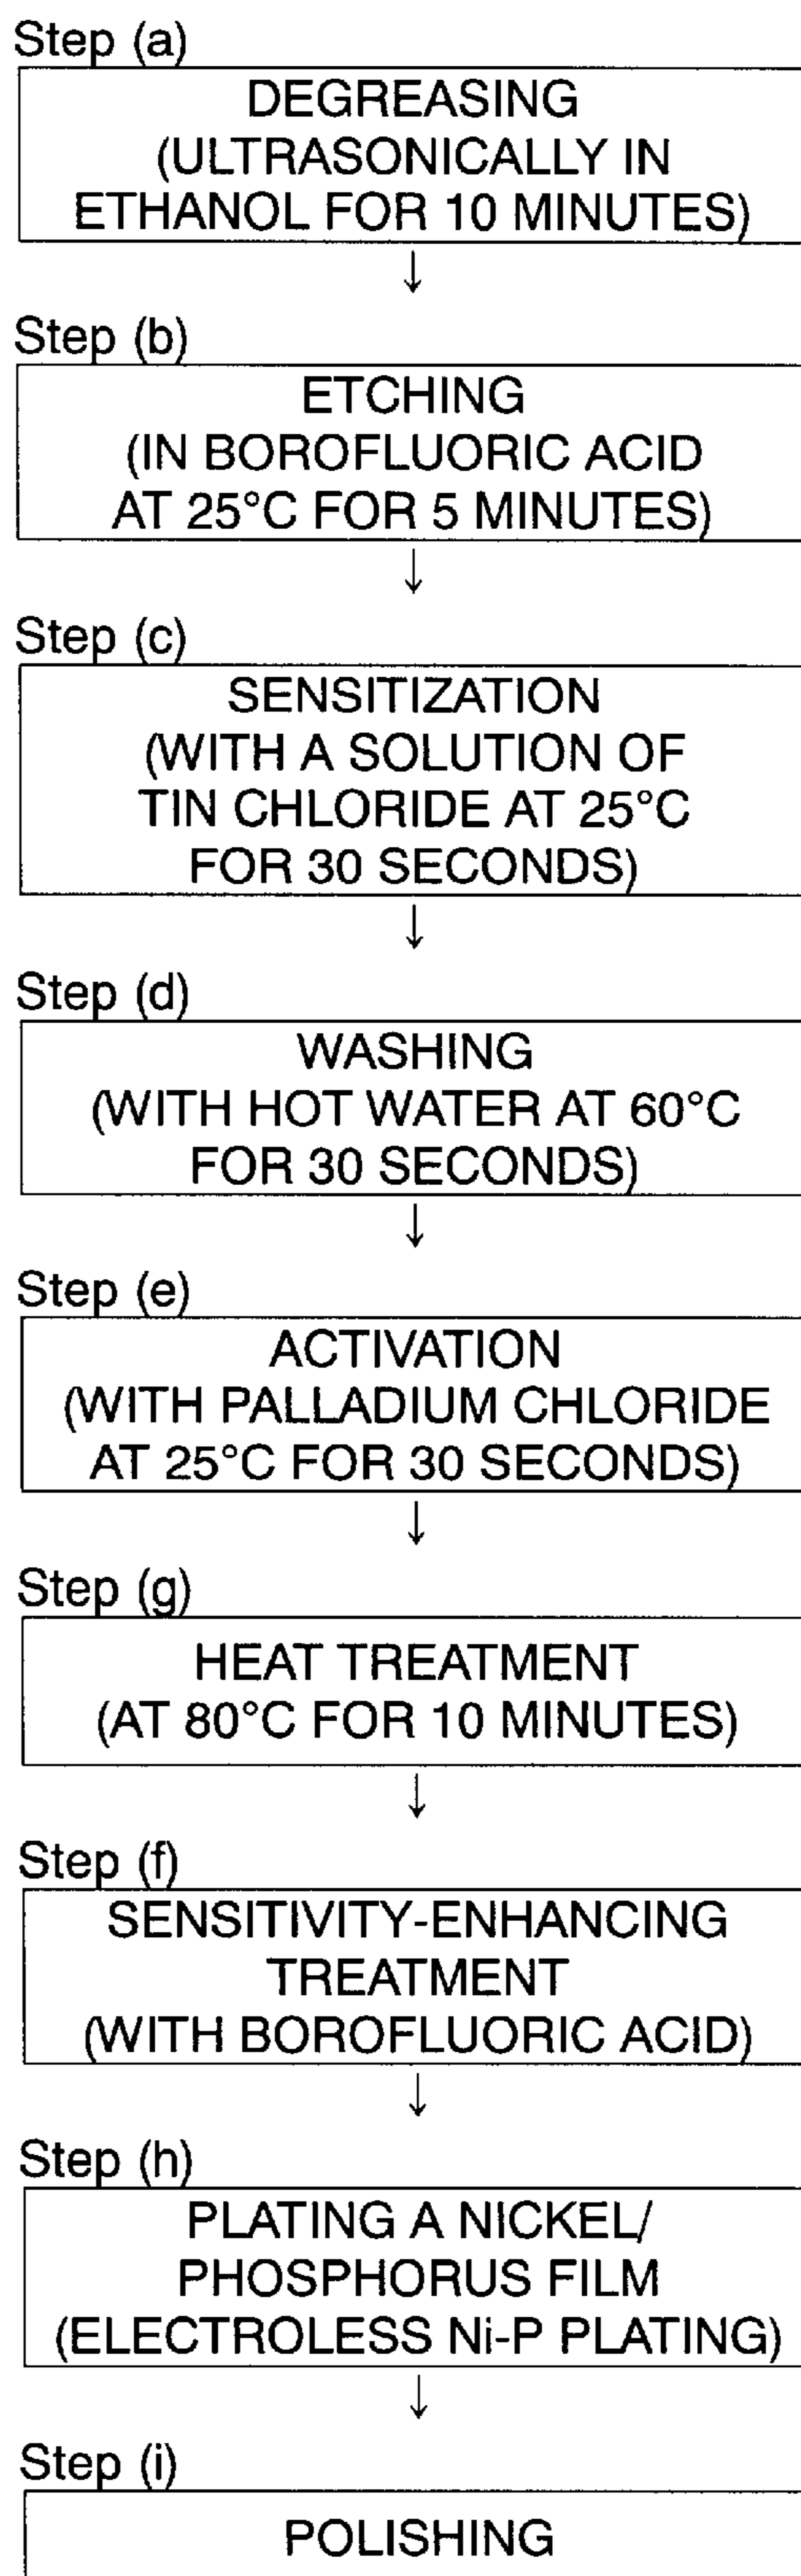 Step (a)
DEGREASING
(ULTRASONICALLY IN
ETHANOL FOR 10 MINUTES)
↓
Step (b)
ETCHING
(IN BOROFLUORIC ACID
AT 25°C FOR 5 MINUTES)
↓
Step (c)
SENSITIZATION
(WITH A SOLUTION OF
TIN CHLORIDE AT 25°C
FOR 30 SECONDS)
↓
Step (d)
WASHING
(WITH HOT WATER AT 60°C
FOR 30 SECONDS)
↓
Step (e)
ACTIVATION
(WITH PALLADIUM CHLORIDE
AT 25°C FOR 30 SECONDS)
↓
Step (g)
HEAT TREATMENT
(AT 80°C FOR 10 MINUTES)
↓
Step (f)
SENSITIVITY-ENHANCING
TREATMENT
(WITH BOROFLUORIC ACID)
↓
Step (h)
PLATING A NICKEL/
PHOSPHORUS FILM
(ELECTROLESS Ni-P PLATING)
↓
Step (i)
POLISHING